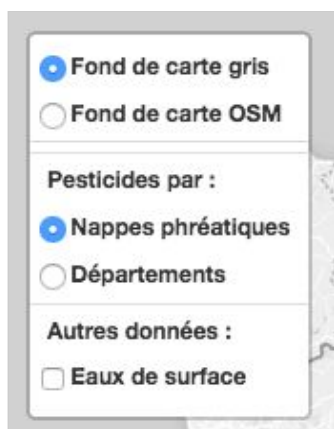 Fond de carte gris
Fond de carte OSM
Pesticides par :
Nappes phréatiques
Départements
Autres données :
Eaux de surface